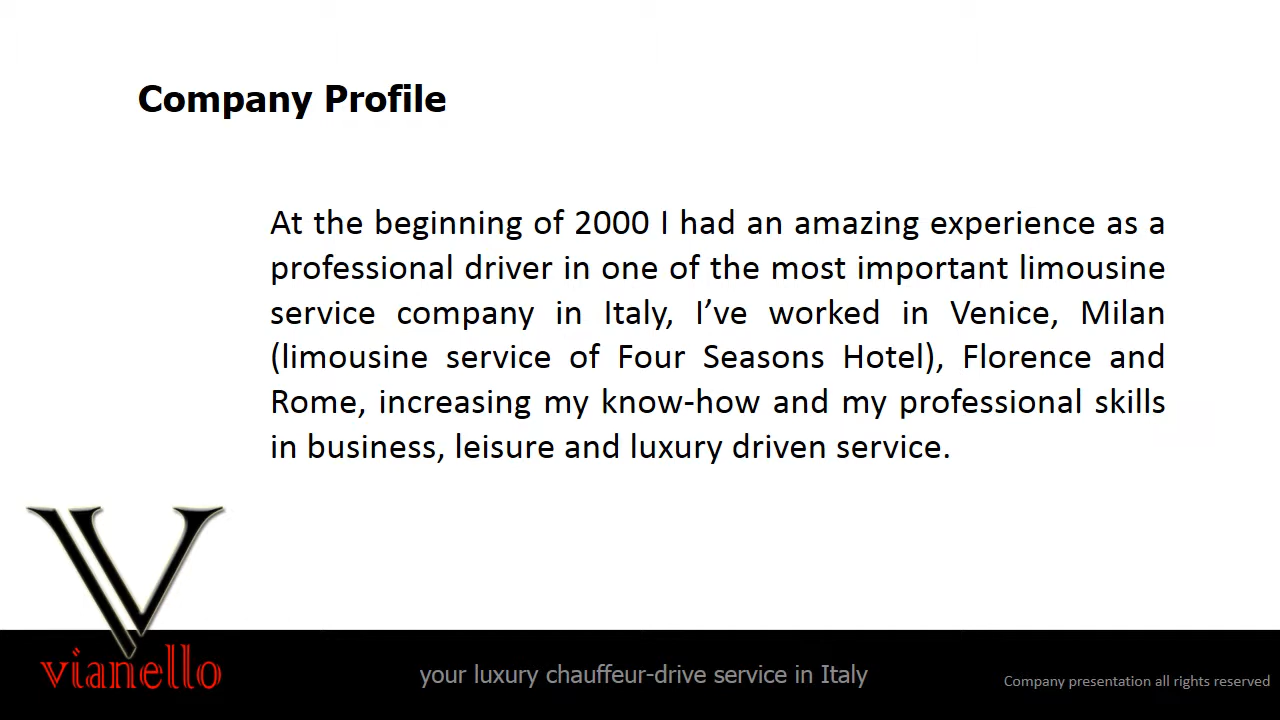 Company Profile
At the beginning of 2000 I had an amazing experience as a
professional driver in one of the most important limousine
service company in Italy, I’ve worked in Venice, Milan
(limousine service of Four Seasons Hotel), Florence and
Rome, increasing my know-how and my professional skills
in business, leisure and luxury driven service.
V
vianello
your luxury chauffeur-drive service in Italy
Company presentation all rights reserved